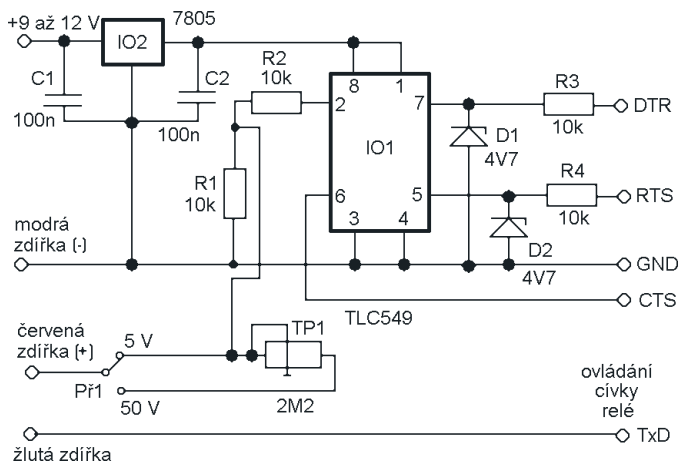 +9 až 12 V
7805
IO2
C1
100n
C2
100n
R2
10k
8
1
2
7
IO1
6
5
3
4
R1
10k
D1
4V7
R3
10k
DTR
R4
10k
RTS
D2
4V7
modrá
zdířka (-)
GND
CTS
TLC549
červená
zdířka (+)
5 V
Př1
50 V
TP1
2M2
ovládání
cívky
relé
TxD
žlutá zdířka